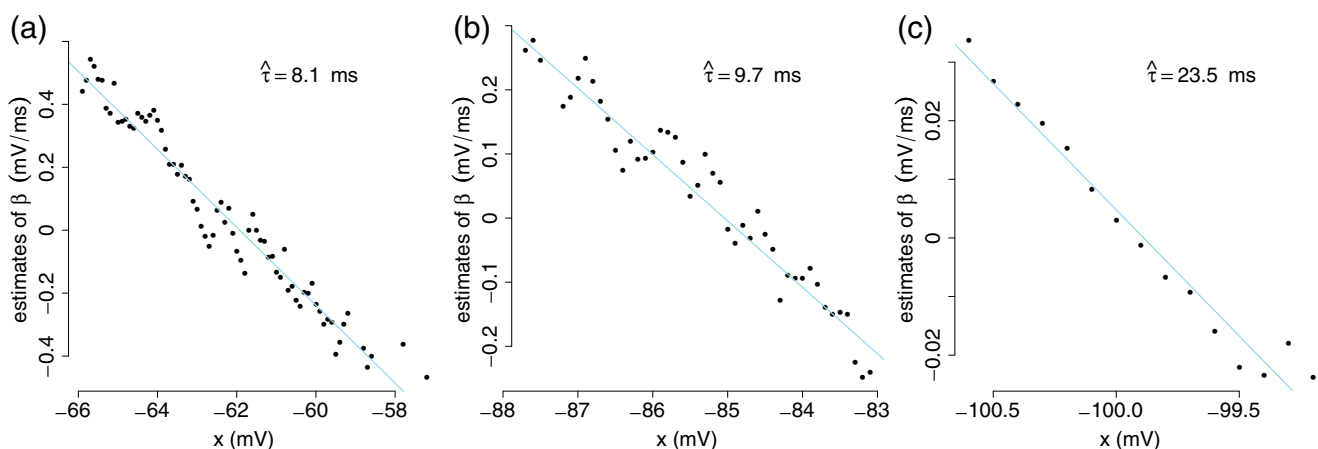 (a)
τ̂ = 8.1 ms
estimates of β (mV/ms)
0.4
0.2
0
−0.2
−0.4
−66 −64 −62 −60 −58
x (mV)
(b)
τ̂ = 9.7 ms
estimates of β (mV/ms)
0.2
0.1
0
−0.1
−0.2
−88 −87 −86 −85 −84 −83
x (mV)
(c)
τ̂ = 23.5 ms
estimates of β (mV/ms)
0.02
0
−0.02
−100.5 −100.0 −99.5
x (mV)